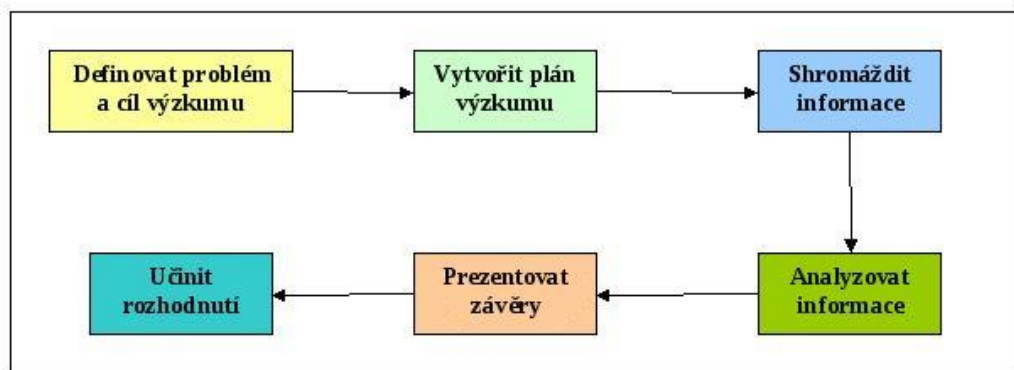 Definovat problém
a cíl výzkumu
Vytvořit plán
výzkumu
Shromáždit
informace
Analyzovat
informace
Prezentovat
závěry
Učinit
rozhodnutí